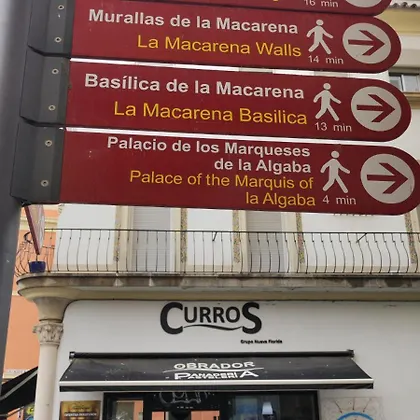 16 min
Murallas de la Macarena
La Macarena Walls
14 min
Basílica de la Macarena
La Macarena Basilica
13 min
Palacio de los Marqueses
de la Algaba
Palace of the Marquis of
la Algaba
4 min
CURROS
Grupo Nueva Florida
OBRADOR
PANADERIA
PASTELERIA